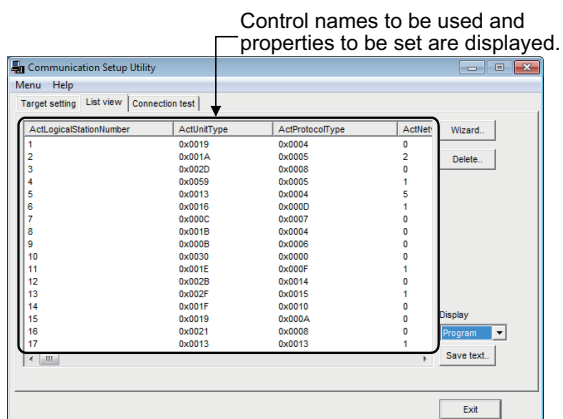 Control names to be used and
properties to be set are displayed.
Communication Setup Utility
Menu Help
Target setting List view Connection test
ActLogicalStationNumber ActUnitType ActProtocolType ActNet
Wizard..
1 0x0019 0x0004 0
2 0x001A 0x0005 2
Delete..
3 0x002D 0x0008 0
4 0x0059 0x0005 1
5 0x0013 0x0004 5
6 0x0016 0x000D 1
7 0x000C 0x0007 0
8 0x001B 0x0004 0
9 0x000B 0x0006 0
10 0x0030 0x0000 0
11 0x001E 0x000F 1
12 0x002B 0x0014 0
13 0x002F 0x0015 1
14 0x001F 0x0010 0
15 0x0019 0x000A 0
Display
16 0x0021 0x0008 0
Program
17 0x0013 0x0013 1
Save text..
Exit